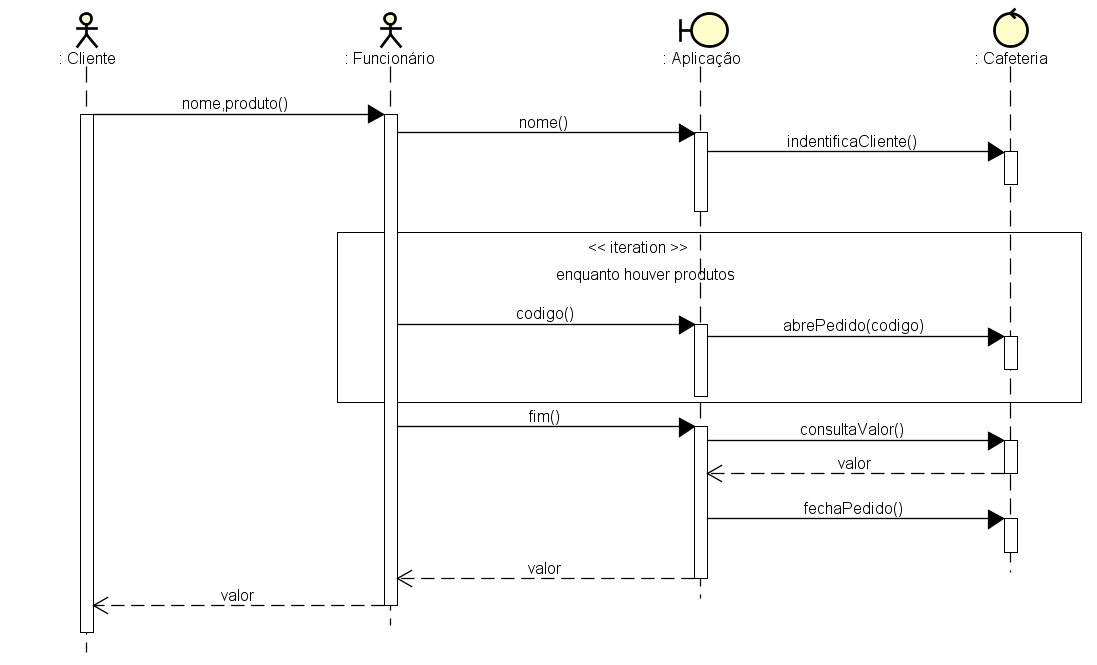 : Cliente
: Funcionário
: Aplicação
: Cafeteria
nome,produto()
nome()
indentificaCliente()
<< iteration >>
enquanto houver produtos
codigo()
abrePedido(codigo)
fim()
consultaValor()
valor
fechaPedido()
valor
valor